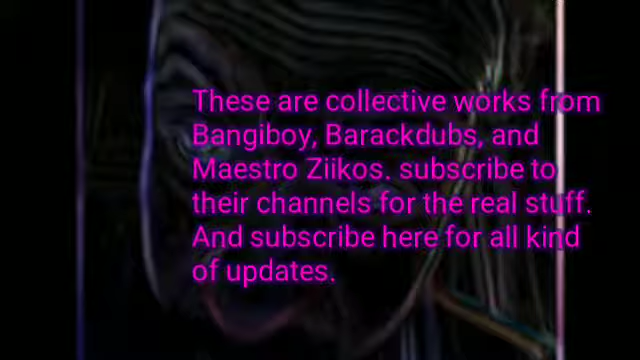 These are collective works from
Bangiboy, Barackdubs, and
Maestro Ziikos. subscribe to
their channels for the real stuff.
And subscribe here for all kind
of updates.